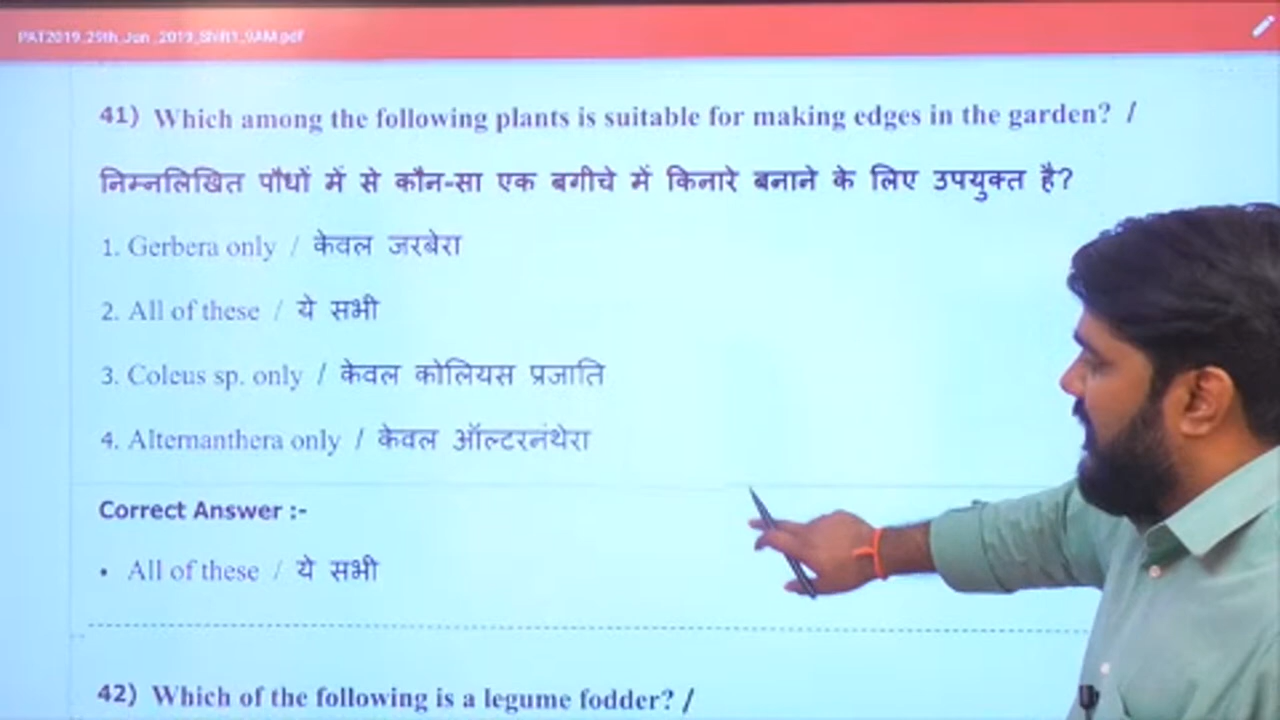 PAT2019_29th_Jun_2019_Shift1_9AM.pdf
41) Which among the following plants is suitable for making edges in the garden? /
निम्नलिखित पौधों में से कौन-सा एक बगीचे में किनारे बनाने के लिए उपयुक्त है?
1. Gerbera only / केवल जरबेरा
2. All of these / ये सभी
3. Coleus sp. only / केवल कोलियस प्रजाति
4. Alternanthera only / केवल ऑल्टरनंथेरा
Correct Answer :-
• All of these / ये सभी
42) Which of the following is a legume fodder? /